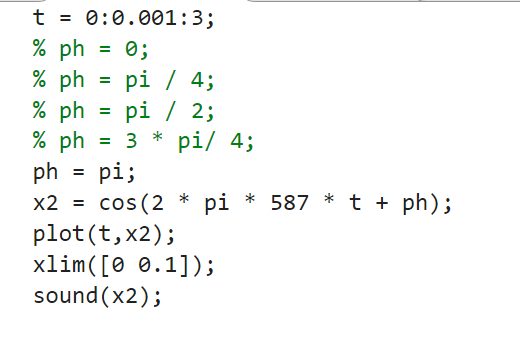 t = 0:0.001:3;
% ph = 0;
% ph = pi / 4;
% ph = pi / 2;
% ph = 3 * pi/ 4;
ph = pi;
x2 = cos(2 * pi * 587 * t + ph);
plot(t,x2);
xlim([0 0.1]);
sound(x2);